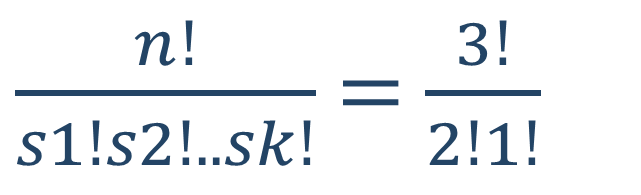 n! / s1!s2!..sk! = 3! / 2!1!